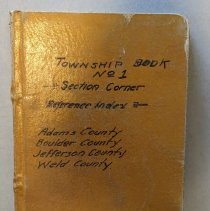 TOWNSHIP BOOK
NO 1
Section Corner
Reference Index
Adams County
Boulder County
Jefferson County
Weld County